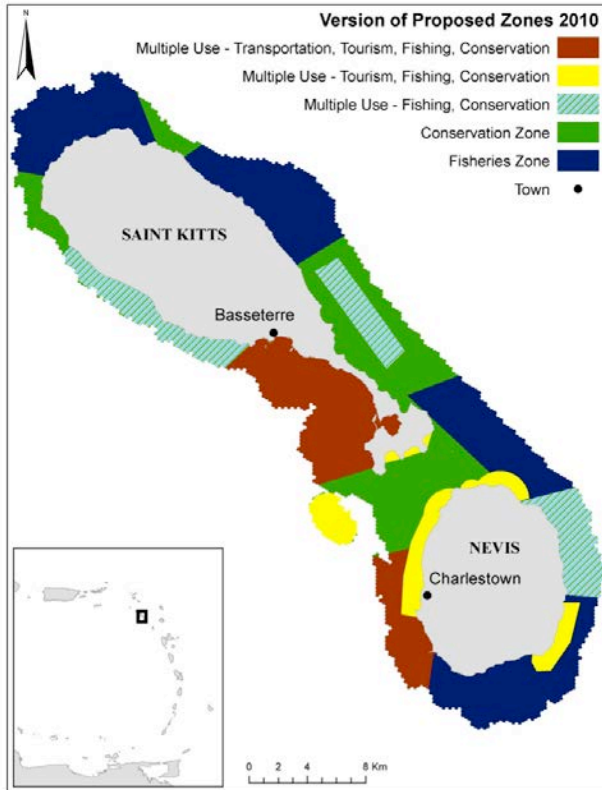 N
Version of Proposed Zones 2010
Multiple Use - Transportation, Tourism, Fishing, Conservation
Multiple Use - Tourism, Fishing, Conservation
Multiple Use - Fishing, Conservation
Conservation Zone
Fisheries Zone
Town
SAINT KITTS
Basseterre
NEVIS
Charlestown
0 2 4 8 Km